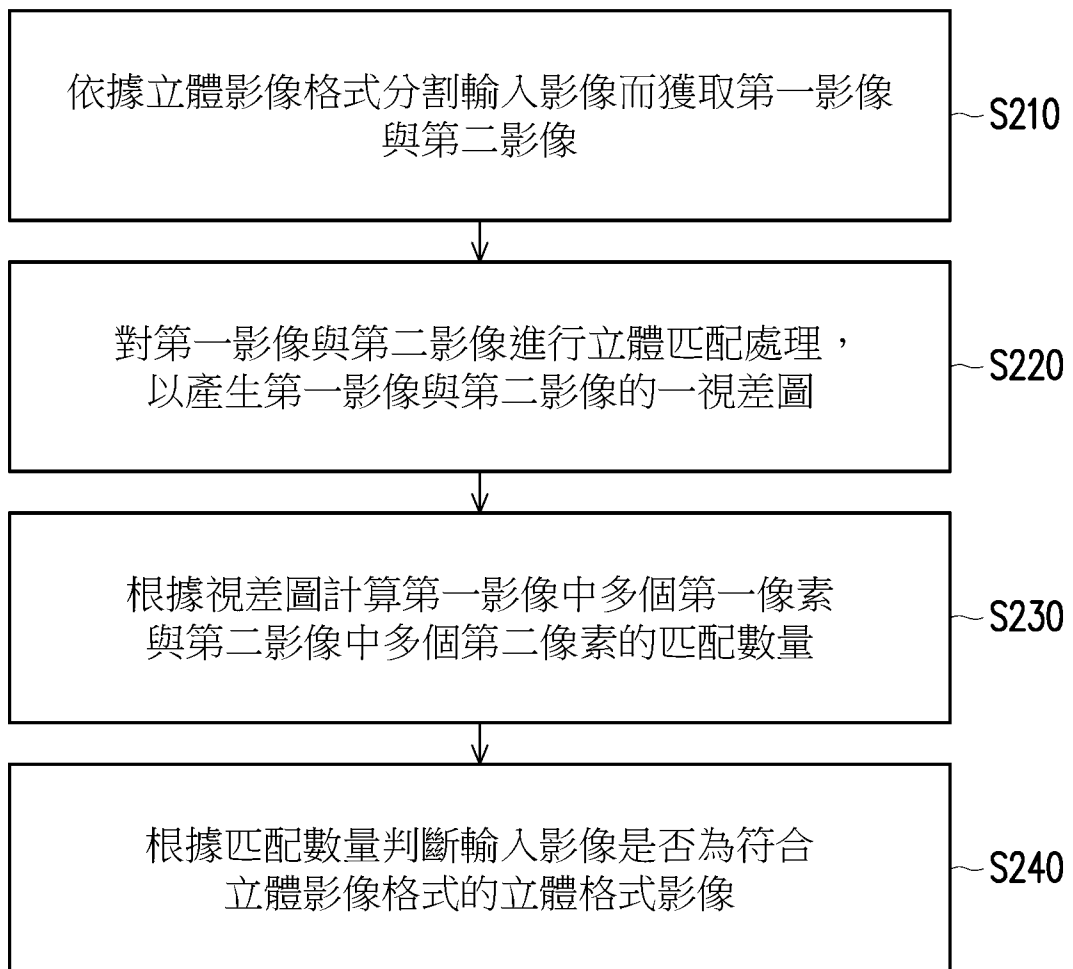 依據立體影像格式分割輸入影像而獲取第一影像
與第二影像
S210
對第一影像與第二影像進行立體匹配處理，
以產生第一影像與第二影像的一視差圖
S220
根據視差圖計算第一影像中多個第一像素
與第二影像中多個第二像素的匹配數量
S230
根據匹配數量判斷輸入影像是否為符合
立體影像格式的立體格式影像
S240